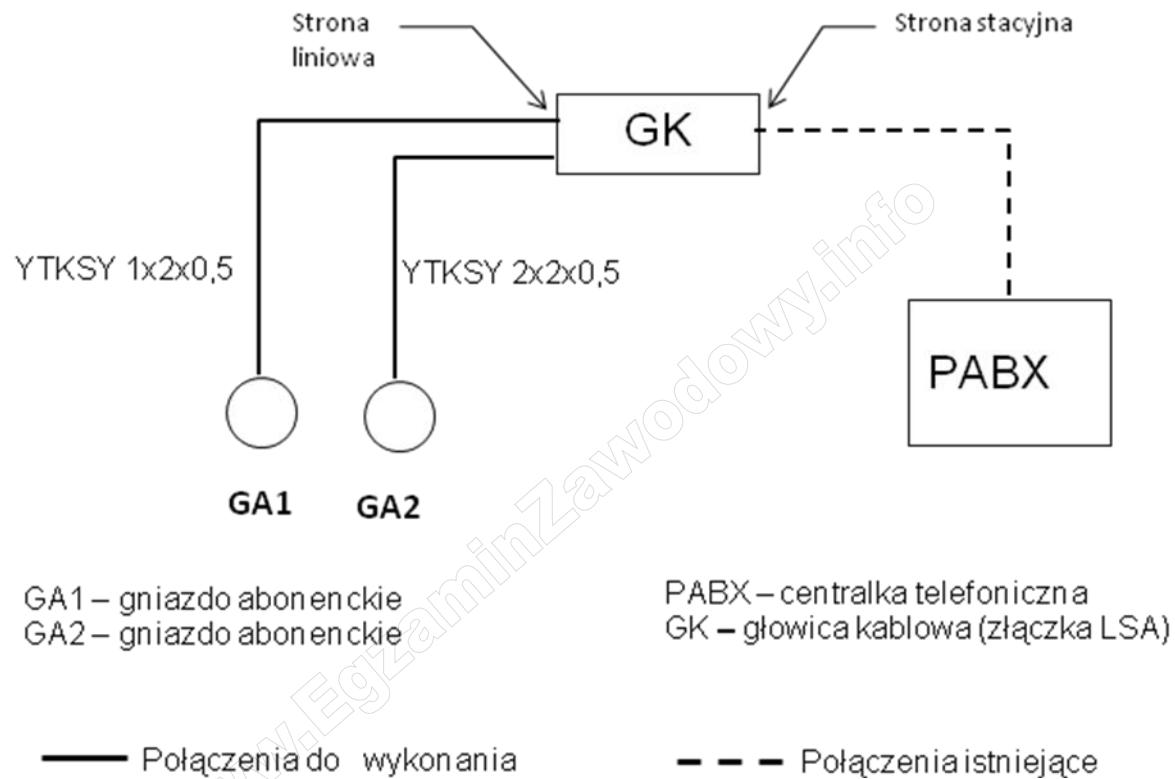 Strona
liniowa
Strona stacyjna
GK
YTKSY 1x2x0,5
YTKSY 2x2x0,5
PABX
GA1
GA2
GA1 – gniazdo abonenckie
GA2 – gniazdo abonenckie
PABX – centralka telefoniczna
GK – głowica kablowa (złączka LSA)
Połączenia do wykonania
Połączenia istniejące
www.EgzaminZawodowy.info